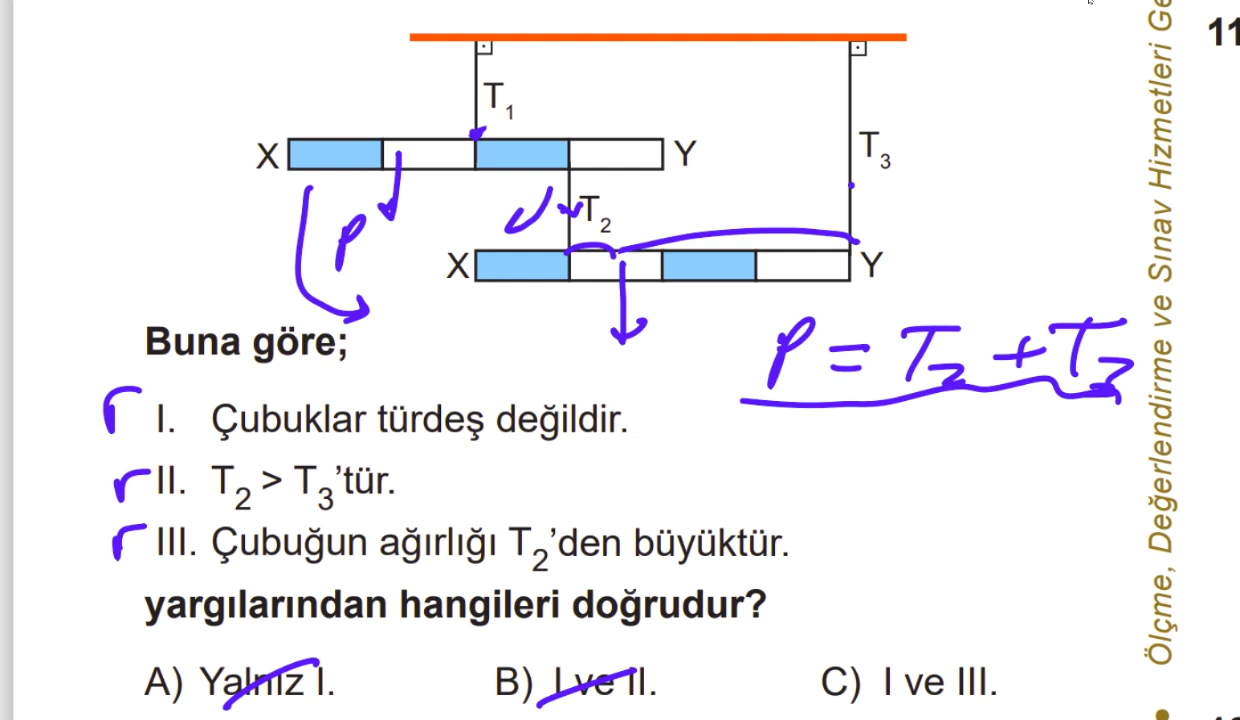 11
T1
X
Y
T3
T2
P
X
Y
P = T2 + T3
Buna göre;
I. Çubuklar türdeş değildir.
II. T2 > T3'tür.
III. Çubuğun ağırlığı T2'den büyüktür.
yargılarından hangileri doğrudur?
A) Yalnız I.
B) I ve II.
C) I ve III.
Ölçme, Değerlendirme ve Sınav Hizmetleri Ge